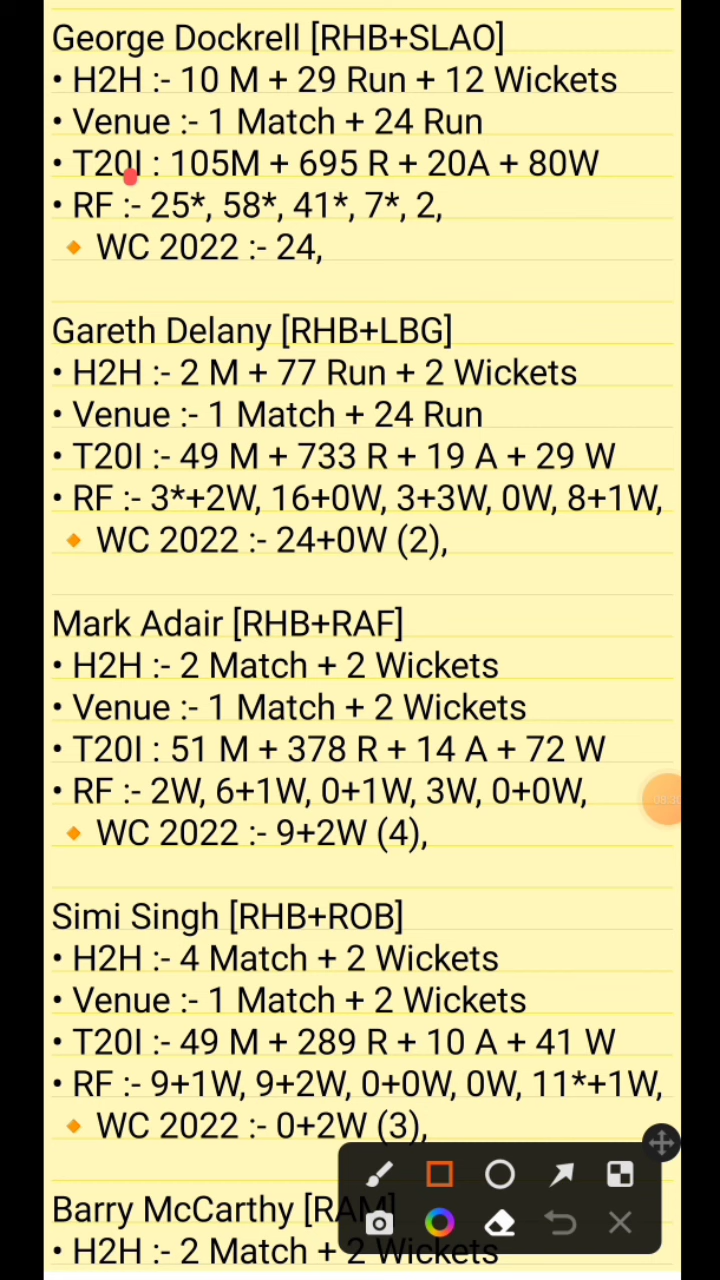 George Dockrell [RHB+SLAO]
• H2H :- 10 M + 29 Run + 12 Wickets
• Venue :- 1 Match + 24 Run
• T20I : 105M + 695 R + 20A + 80W
• RF :- 25*, 58*, 41*, 7*, 2,
🔸 WC 2022 :- 24,
Gareth Delany [RHB+LBG]
• H2H :- 2 M + 77 Run + 2 Wickets
• Venue :- 1 Match + 24 Run
• T20I :- 49 M + 733 R + 19 A + 29 W
• RF :- 3*+2W, 16+0W, 3+3W, 0W, 8+1W,
🔸 WC 2022 :- 24+0W (2),
Mark Adair [RHB+RAF]
• H2H :- 2 Match + 2 Wickets
• Venue :- 1 Match + 2 Wickets
• T20I : 51 M + 378 R + 14 A + 72 W
• RF :- 2W, 6+1W, 0+1W, 3W, 0+0W,
🔸 WC 2022 :- 9+2W (4),
Simi Singh [RHB+ROB]
• H2H :- 4 Match + 2 Wickets
• Venue :- 1 Match + 2 Wickets
• T20I :- 49 M + 289 R + 10 A + 41 W
• RF :- 9+1W, 9+2W, 0+0W, 0W, 11*+1W,
🔸 WC 2022 :- 0+2W (3),
Barry McCarthy [RAM]
• H2H :- 2 Match + 2 Wickets